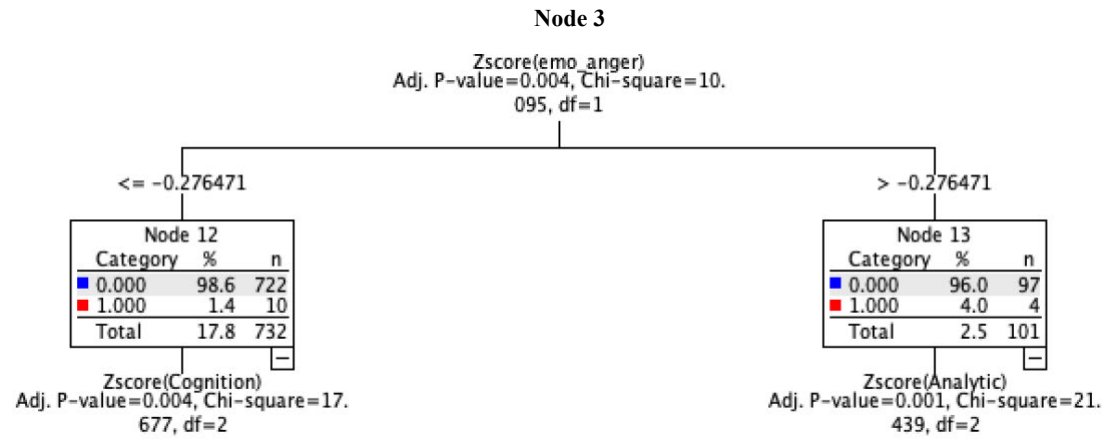 Node 3
Zscore(emo_anger)
Adj. P-value=0.004, Chi-square=10.
095, df=1
<= -0.276471
> -0.276471
Node 12
Category % n
0.000 98.6 722
1.000 1.4 10
Total 17.8 732
Zscore(Cognition)
Adj. P-value=0.004, Chi-square=17.
677, df=2
Node 13
Category % n
0.000 96.0 97
1.000 4.0 4
Total 2.5 101
Zscore(Analytic)
Adj. P-value=0.001, Chi-square=21.
439, df=2